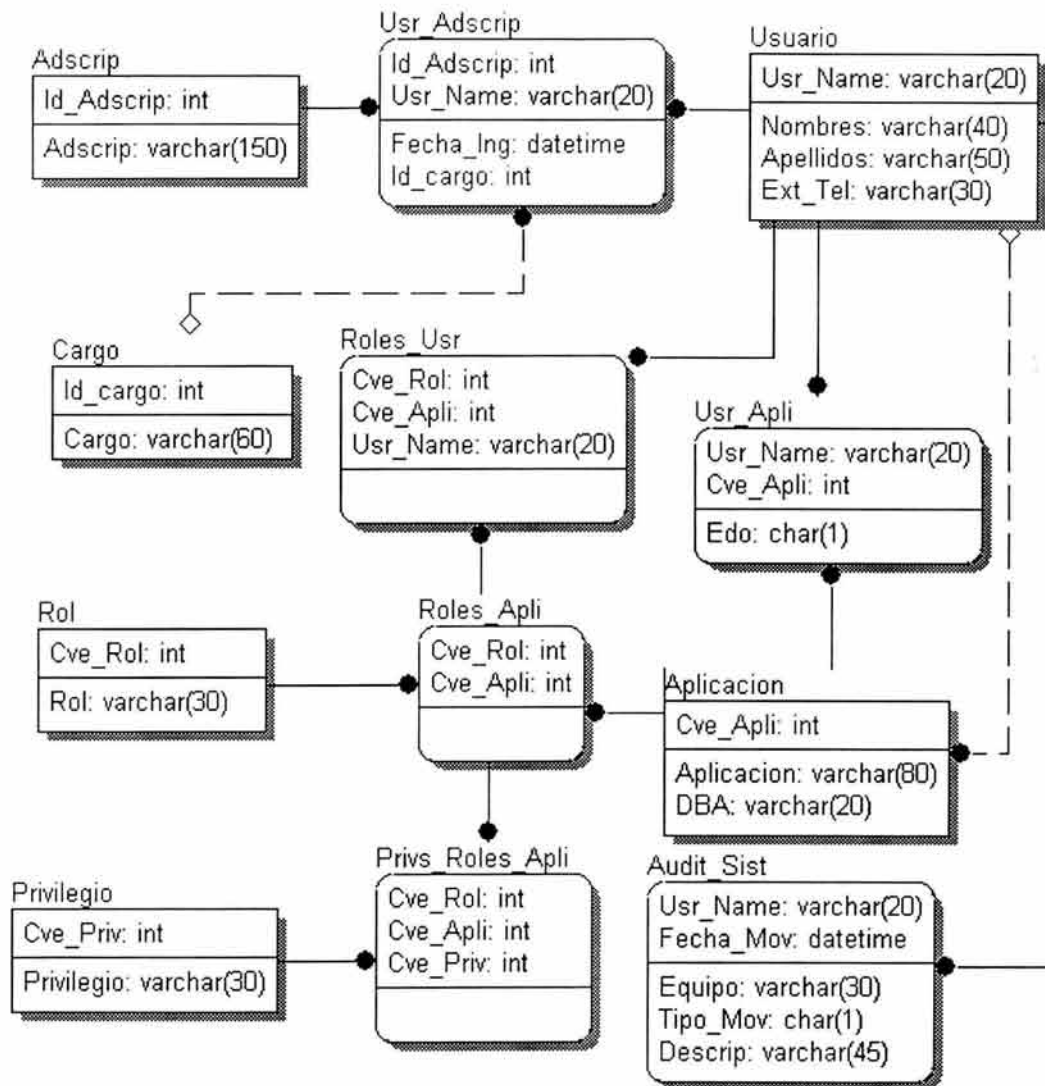 Usr_Adscrip
Id_Adscrip: int
Usr_Name: varchar(20)
Fecha_Ing: datetime
Id_cargo: int
Adscrip
Id_Adscrip: int
Adscrip: varchar(150)
Usuario
Usr_Name: varchar(20)
Nombres: varchar(40)
Apellidos: varchar(50)
Ext_Tel: varchar(30)
Cargo
Id_cargo: int
Cargo: varchar(60)
Roles_Usr
Cve_Rol: int
Cve_Apli: int
Usr_Name: varchar(20)
Usr_Apli
Usr_Name: varchar(20)
Cve_Apli: int
Edo: char(1)
Rol
Cve_Rol: int
Rol: varchar(30)
Roles_Apli
Cve_Rol: int
Cve_Apli: int
Aplicacion
Cve_Apli: int
Aplicacion: varchar(80)
DBA: varchar(20)
Privilegio
Cve_Priv: int
Privilegio: varchar(30)
Privs_Roles_Apli
Cve_Rol: int
Cve_Apli: int
Cve_Priv: int
Audit_Sist
Usr_Name: varchar(20)
Fecha_Mov: datetime
Equipo: varchar(30)
Tipo_Mov: char(1)
Descrip: varchar(45)